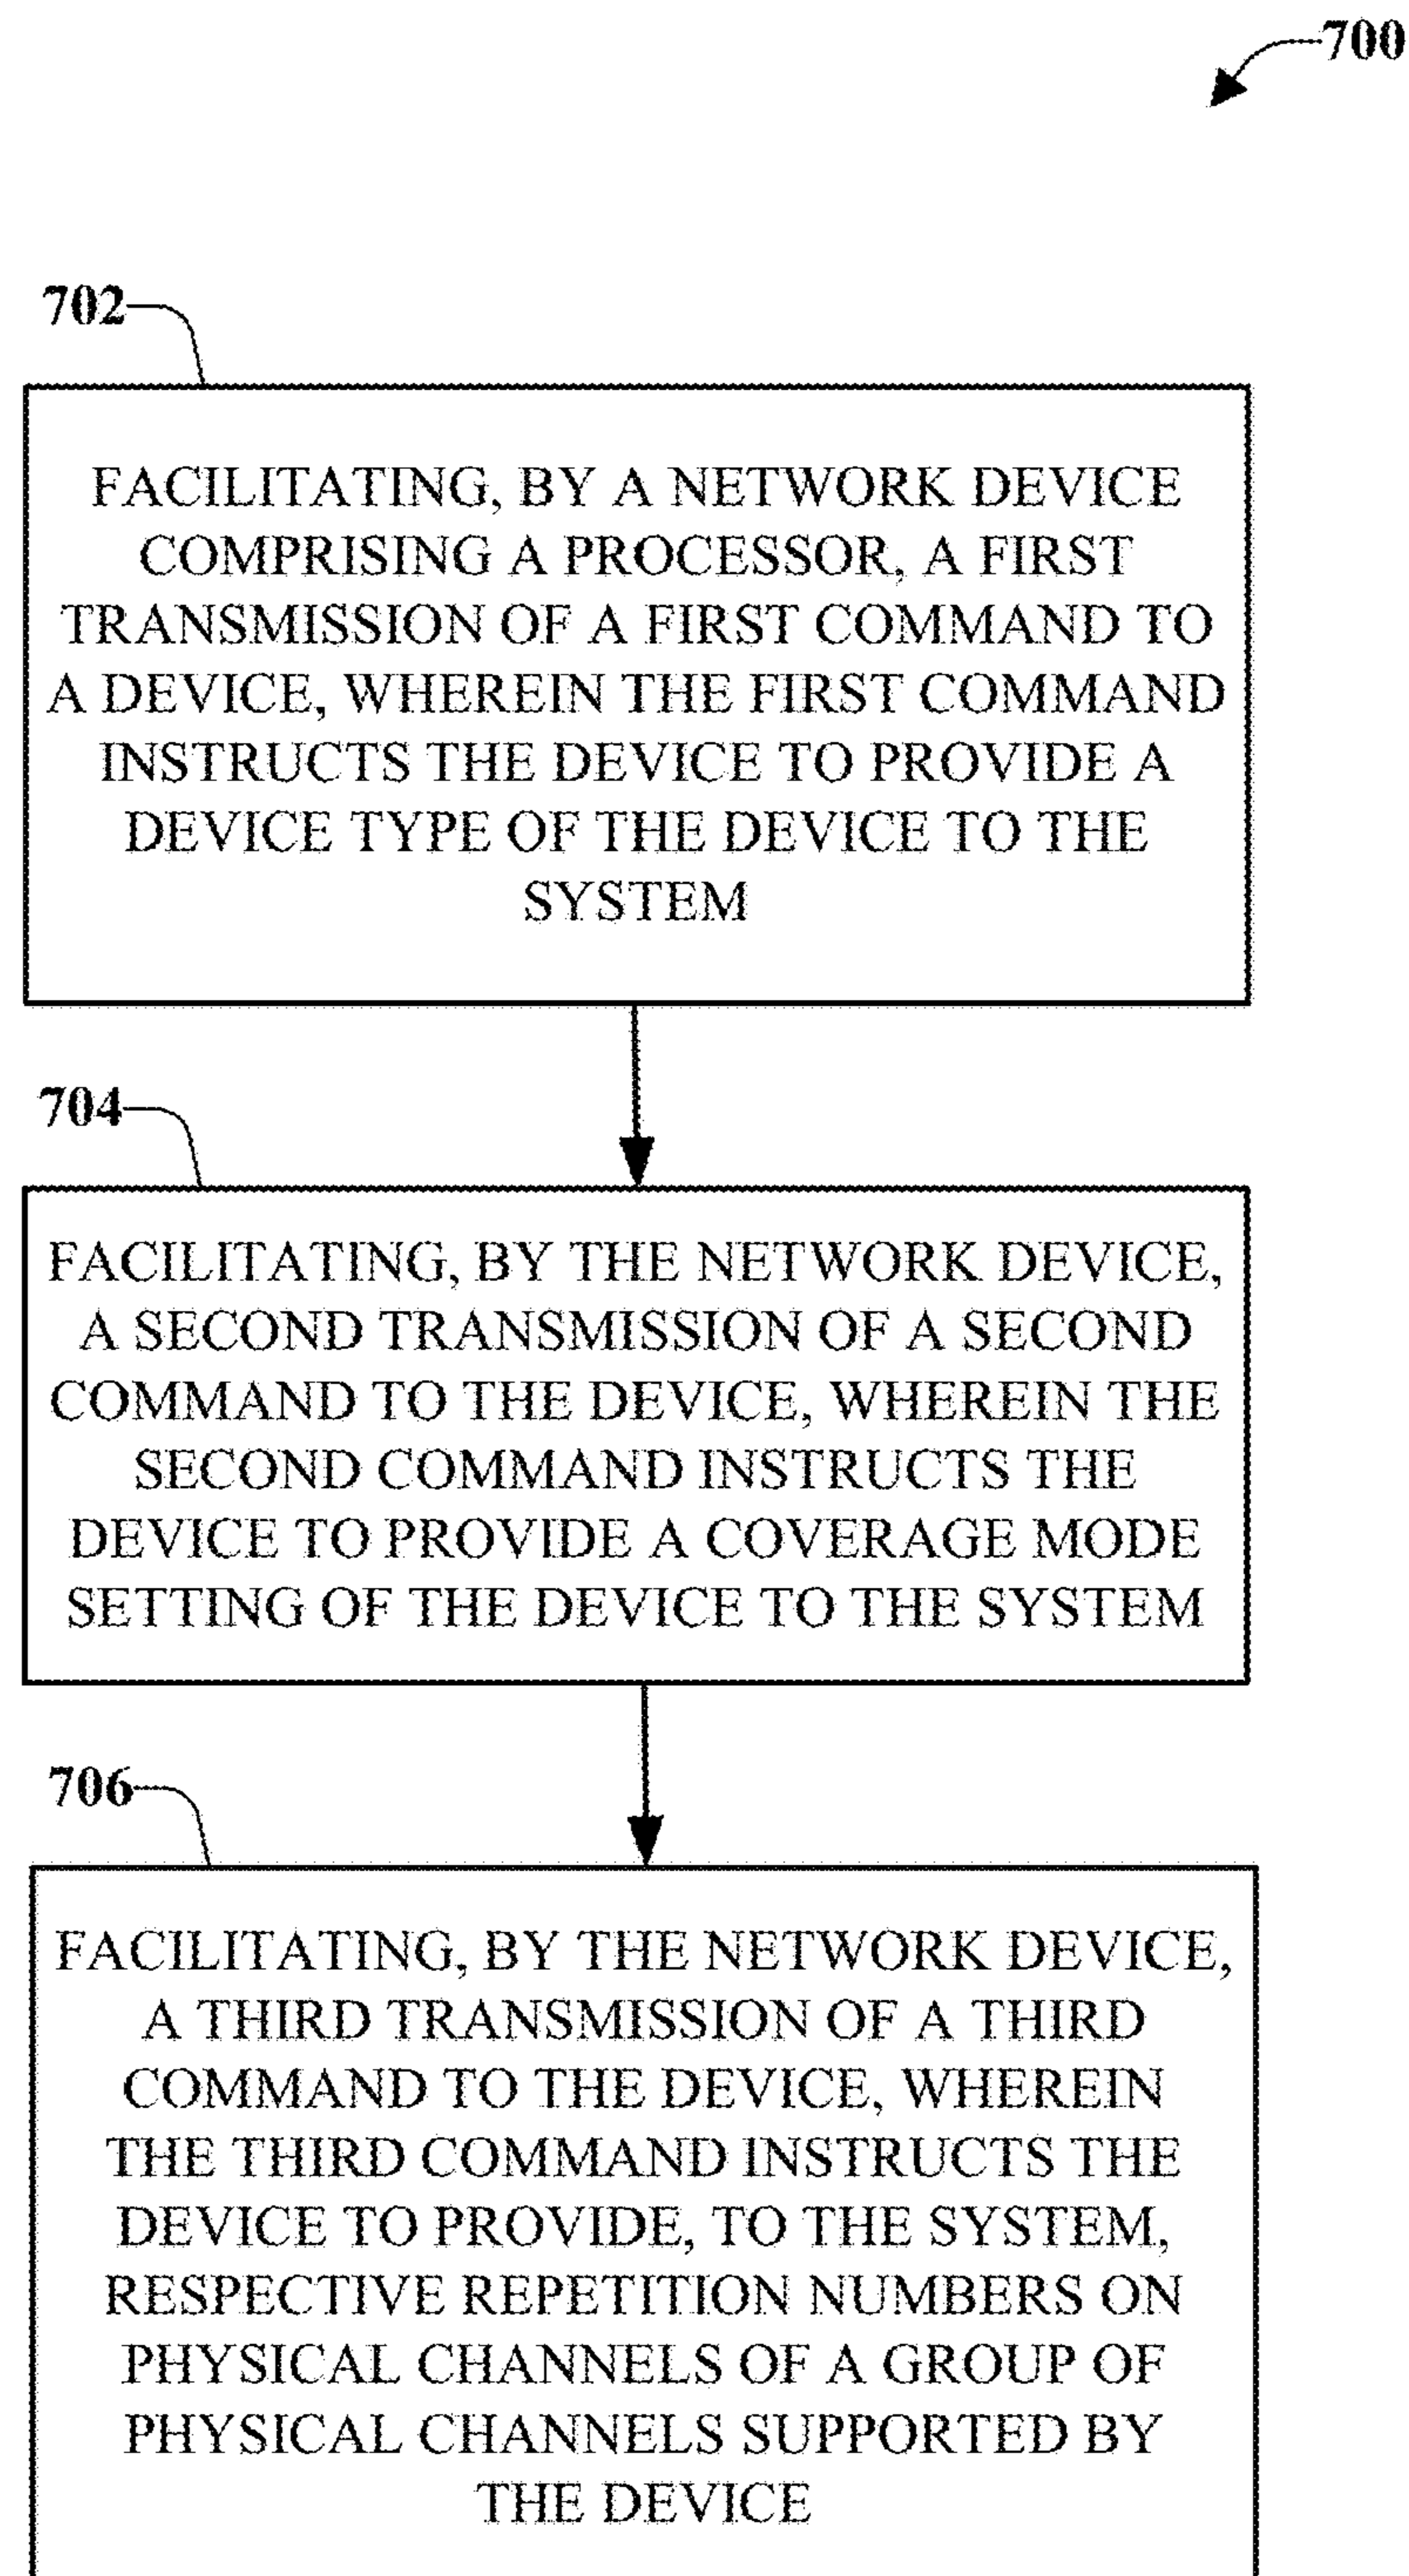 700
702
FACILITATING, BY A NETWORK DEVICE
COMPRISING A PROCESSOR, A FIRST
TRANSMISSION OF A FIRST COMMAND TO
A DEVICE, WHEREIN THE FIRST COMMAND
INSTRUCTS THE DEVICE TO PROVIDE A
DEVICE TYPE OF THE DEVICE TO THE
SYSTEM
704
FACILITATING, BY THE NETWORK DEVICE,
A SECOND TRANSMISSION OF A SECOND
COMMAND TO THE DEVICE, WHEREIN THE
SECOND COMMAND INSTRUCTS THE
DEVICE TO PROVIDE A COVERAGE MODE
SETTING OF THE DEVICE TO THE SYSTEM
706
FACILITATING, BY THE NETWORK DEVICE,
A THIRD TRANSMISSION OF A THIRD
COMMAND TO THE DEVICE, WHEREIN
THE THIRD COMMAND INSTRUCTS THE
DEVICE TO PROVIDE, TO THE SYSTEM,
RESPECTIVE REPETITION NUMBERS ON
PHYSICAL CHANNELS OF A GROUP OF
PHYSICAL CHANNELS SUPPORTED BY
THE DEVICE